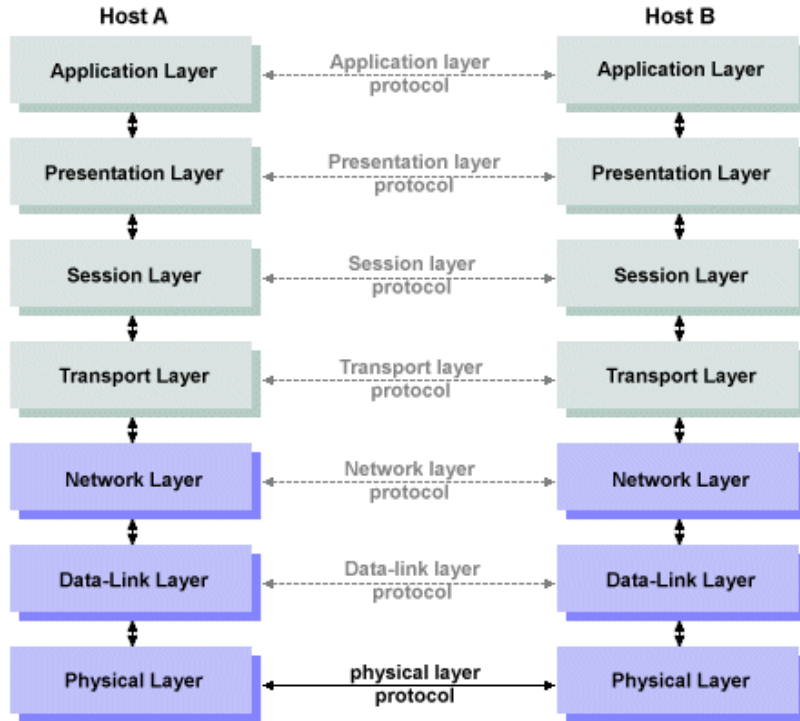 Host A
Host B
Application Layer
Application layer
protocol
Application Layer
Presentation Layer
Presentation layer
protocol
Presentation Layer
Session Layer
Session layer
protocol
Session Layer
Transport Layer
Transport layer
protocol
Transport Layer
Network Layer
Network layer
protocol
Network Layer
Data-Link Layer
Data-link layer
protocol
Data-Link Layer
Physical Layer
physical layer
protocol
Physical Layer